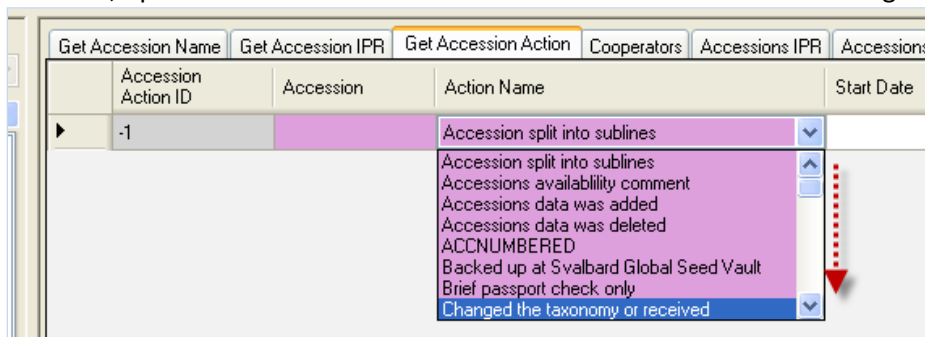 Get Accession Name Get Accession IPR Get Accession Action Cooperators Accessions IPR Accessions
Accession Action ID Accession Action Name Start Date
-1 Accession split into sublines
Accession split into sublines
Accessions availablility comment
Accessions data was added
Accessions data was deleted
ACCNUMBERED
Backed up at Svalbard Global Seed Vault
Brief passport check only
Changed the taxonomy or received